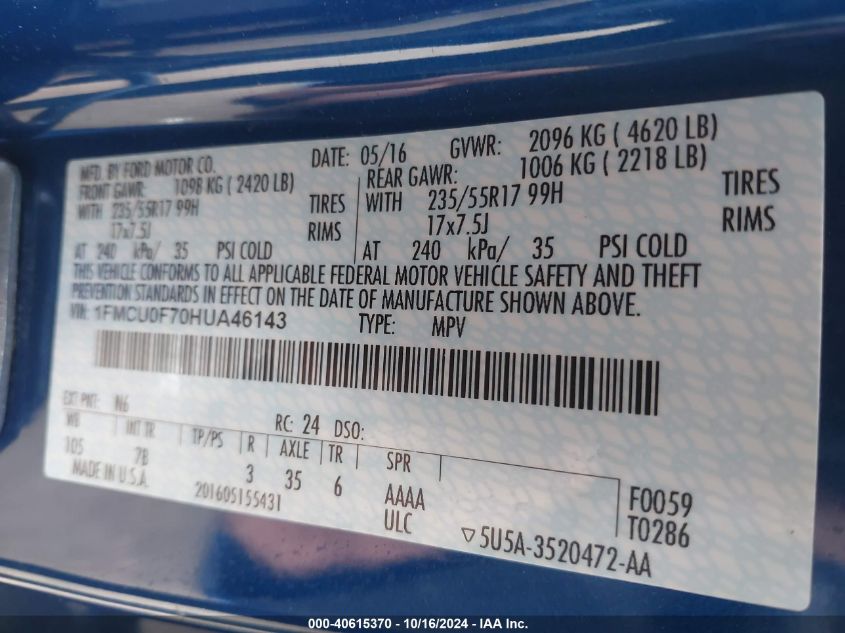 MFD. BY FORD MOTOR CO. DATE: 05/16 GVWR: 2096 KG ( 4620 LB)
FRONT GAWR: 1098 KG ( 2420 LB) REAR GAWR: 1006 KG ( 2218 LB)
WITH 235/55R17 99H TIRES WITH 235/55R17 99H TIRES
17x7.5J RIMS 17x7.5J RIMS
AT 240 kPa/ 35 PSI COLD AT 240 kPa/ 35 PSI COLD
THIS VEHICLE CONFORMS TO ALL APPLICABLE FEDERAL MOTOR VEHICLE SAFETY AND THEFT
PREVENTION STANDARDS IN EFFECT ON THE DATE OF MANUFACTURE SHOWN ABOVE.
VIN: 1FMCU0F70HUA46143 TYPE: MPV
EXT PNT: N6 RC: 24 DSO:
WB INT TR TP/PS R AXLE TR SPR
105 7B 3 35 6 AAAA F0059
MADE IN U.S.A. 201605155431 ULC T0286
5U5A-3520472-AA
000-40615370 - 10/16/2024 - IAA Inc.